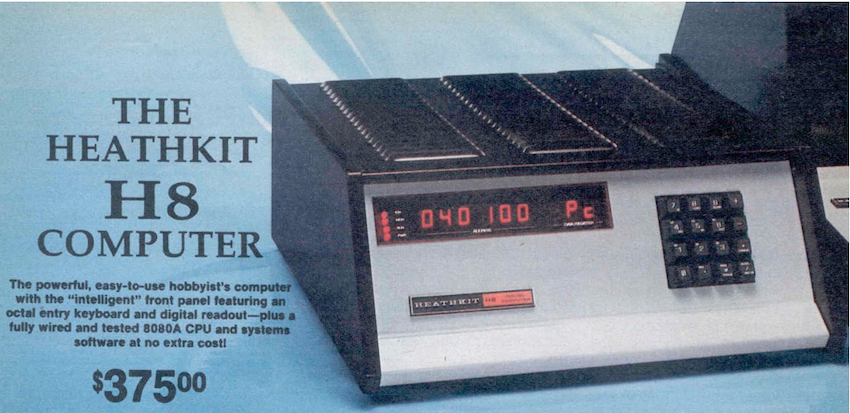 THE
HEATHKIT
H8
COMPUTER
The powerful, easy-to-use hobbyist's computer
with the "intelligent" front panel featuring an
octal entry keyboard and digital readout—plus a
fully wired and tested 8080A CPU and systems
software at no extra cost!
$37500
040 100 Pc
HEATHKIT H8